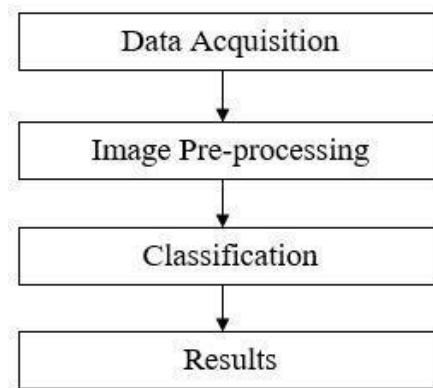 Data Acquisition
Image Pre-processing
Classification
Results